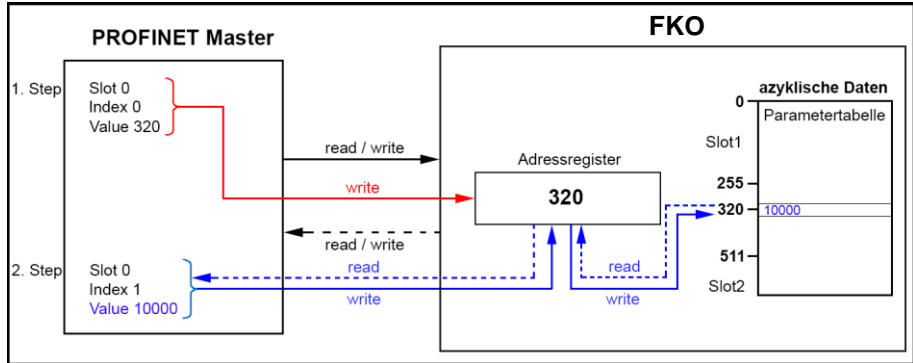 PROFINET Master
FKO
1. Step
Slot 0
Index 0
Value 320
read / write
write
read / write
read
write
2. Step
Slot 0
Index 1
Value 10000
Adressregister
320
read
write
azyklische Daten
0
Parametertabelle
Slot1
255
320
10000
511
Slot2